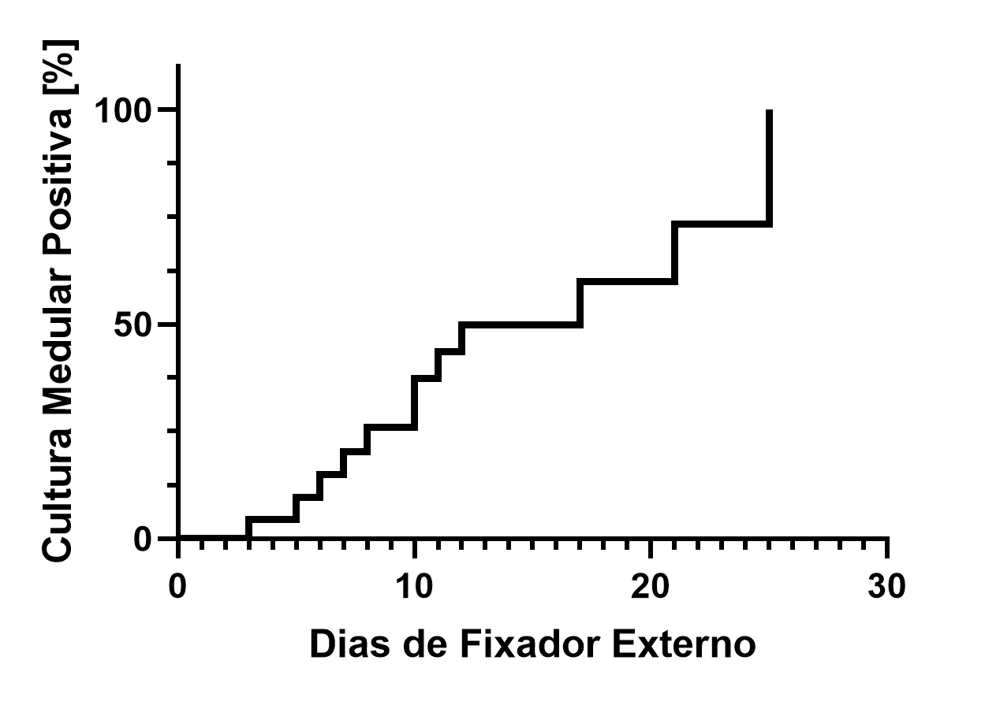 Cultura Medular Positiva [%]
100
50
0
0 10 20 30
Dias de Fixador Externo